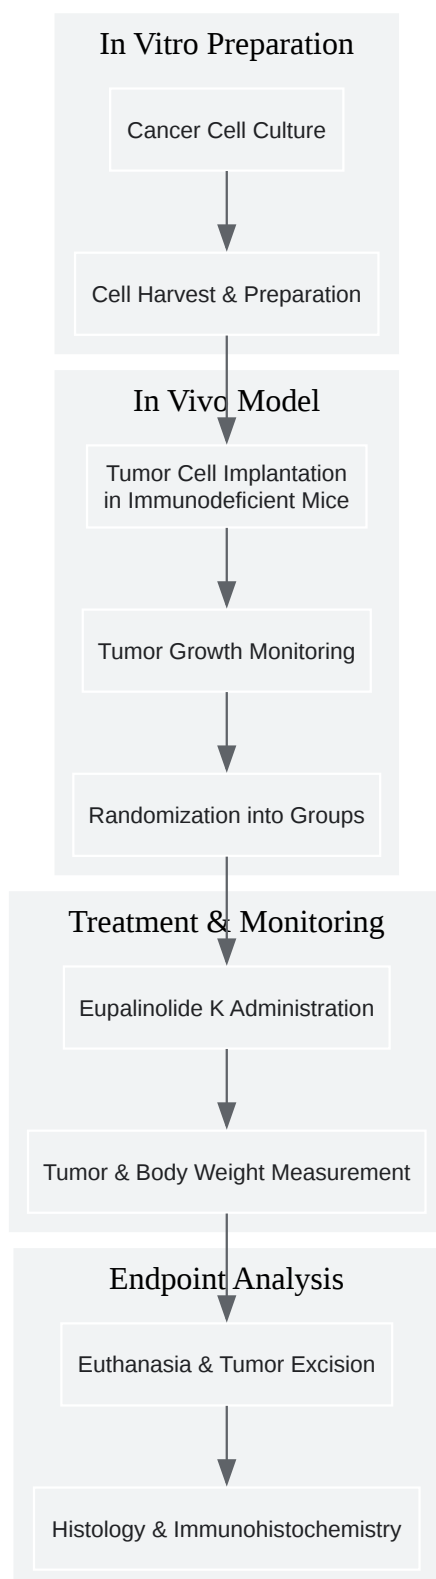 In Vitro Preparation
Cancer Cell Culture
Cell Harvest & Preparation
In Vivo Model
Tumor Cell Implantation
in Immunodeficient Mice
Tumor Growth Monitoring
Randomization into Groups
Treatment & Monitoring
Eupalinolide K Administration
Tumor & Body Weight Measurement
Endpoint Analysis
Euthanasia & Tumor Excision
Histology & Immunohistochemistry